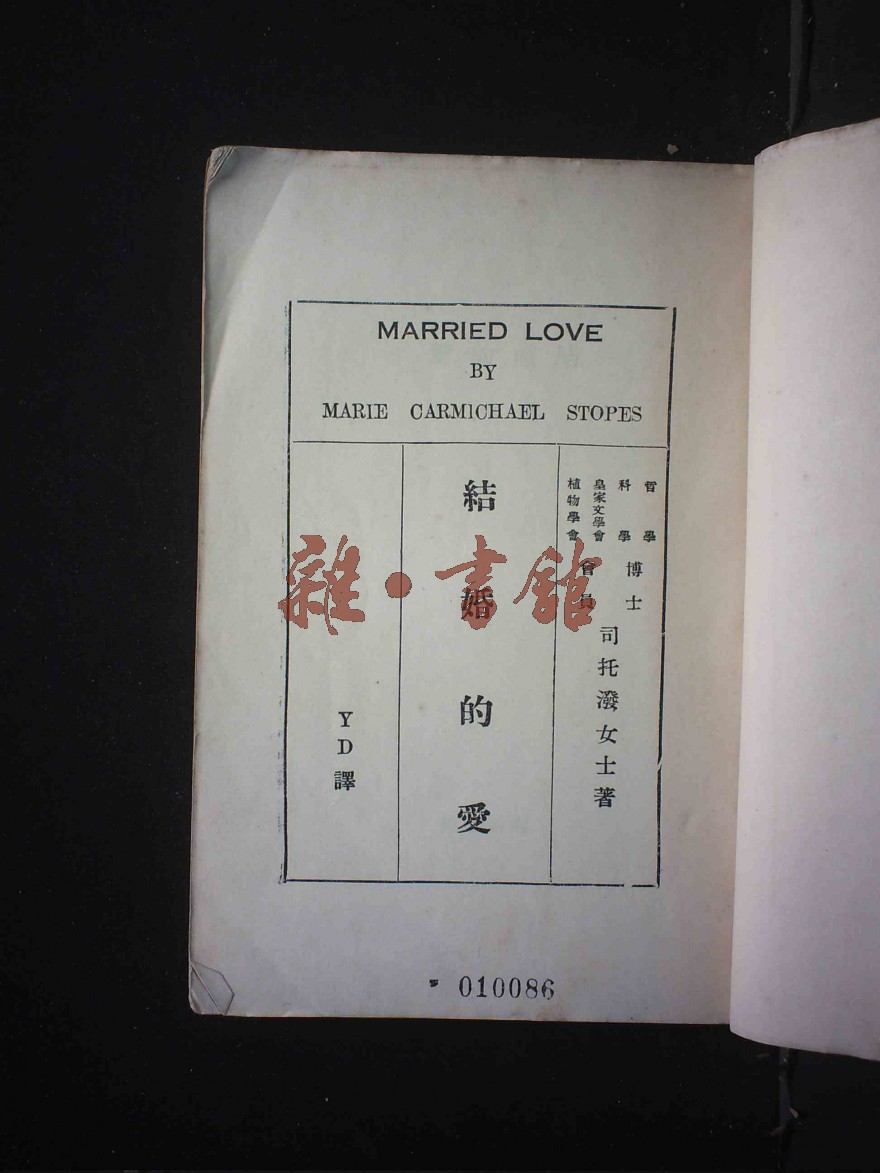 MARRIED LOVE
BY
MARIE CARMICHAEL STOPES
哲學
科學
博士
皇家文學會
植物學會
會員
司托潑女士著
結婚的愛
YD譯
雜·書館
010086